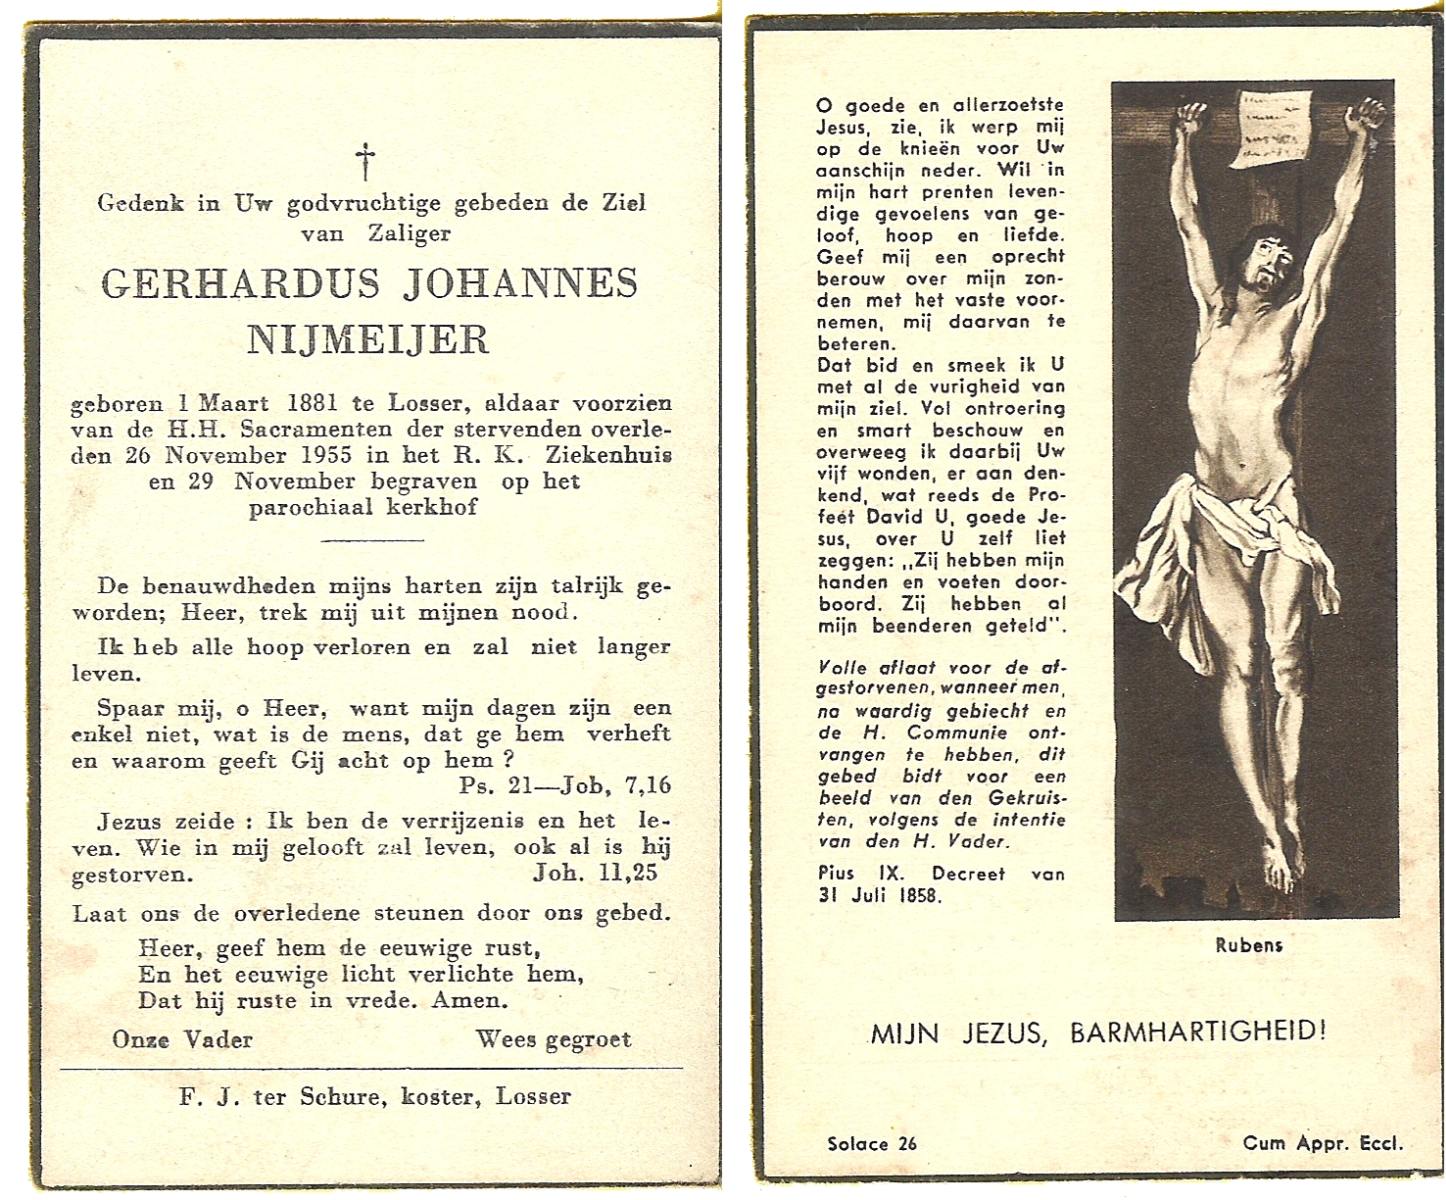 Gedenk in Uw godvruchtige gebeden de Ziel
van Zaliger
GERHARDUS JOHANNES
NIJMEIJER
geboren 1 Maart 1881 te Losser, aldaar voorzien
van de H.H. Sacramenten der stervenden overle-
den 26 November 1955 in het R. K. Ziekenhuis
en 29 November begraven op het
parochiaal kerkhof
De benauwdheden mijns harten zijn talrijk ge-
worden; Heer, trek mij uit mijnen nood.
Ik heb alle hoop verloren en zal niet langer
leven.
Spaar mij, o Heer, want mijn dagen zijn een
enkel niet, wat is de mens, dat ge hem verheft
en waarom geeft Gij acht op hem ?
Ps. 21—Job, 7,16
Jezus zeide : Ik ben de verrijzenis en het le-
ven. Wie in mij gelooft zal leven, ook al is hij
gestorven. Joh. 11,25
Laat ons de overledene steunen door ons gebed.
Heer, geef hem de eeuwige rust,
En het eeuwige licht verlichte hem,
Dat hij ruste in vrede. Amen.
Onze Vader Wees gegroet
F. J. ter Schure, koster, Losser
O goede en allerzoetste
Jesus, zie, ik werp mij
op de knieën voor Uw
aanschijn neder. Wil in
mijn hart prenten leven-
dige gevoelens van ge-
loof, hoop en liefde.
Geef mij een oprecht
berouw over mijn zon-
den met het vaste voor-
nemen, mij daarvan te
beteren.
Dat bid en smeek ik U
met al de vurigheid van
mijn ziel. Vol ontroering
en smart beschouw en
overweeg ik daarbij Uw
vijf wonden, er aan den-
kend, wat reeds de Pro-
feét David U, goede Je-
sus, over U zelf liet
zeggen: „Zij hebben mijn
handen en voeten door-
boord. Zij hebben al
mijn beenderen geteld".
Volle aflaat voor de af-
gestorvenen, wanneer men,
na waardig gebiecht en
de H. Communie ont-
vangen te hebben, dit
gebed bidt voor een
beeld van den Gekruis-
ten, volgens de intentie
van den H. Vader.
Pius IX. Decreet van
31 Juli 1858.
Rubens
MIJN JEZUS, BARMHARTIGHEID!
Solace 26 Cum Appr. Eccl.